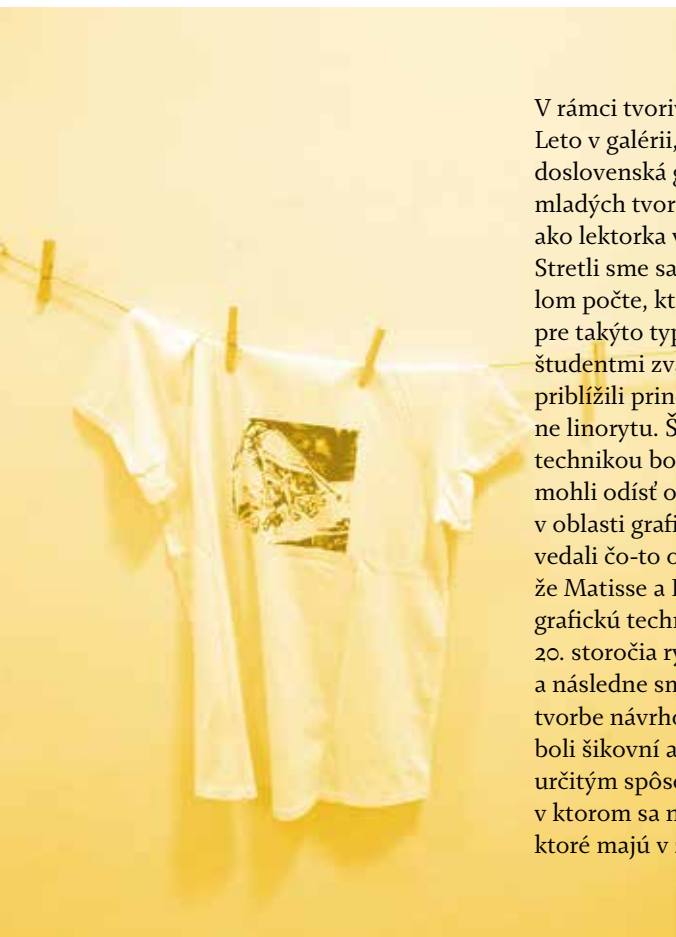 V rámci tvoriv
Leto v galérii,
doslovenská g
mladých tvor
ako lektorka v
Stretli sme sa
lom počte, kt
pre takýto typ
študentmi zv
priblížili prin
ne linorytu. Š
technikou bo
mohli odísť o
v oblasti grafi
vedali čo-to o
že Matisse a
grafickú techn
20. storočia ry
a následne sm
tvorbe návrho
boli šikovní a
určitým spôso
v ktorom sa n
ktoré majú v